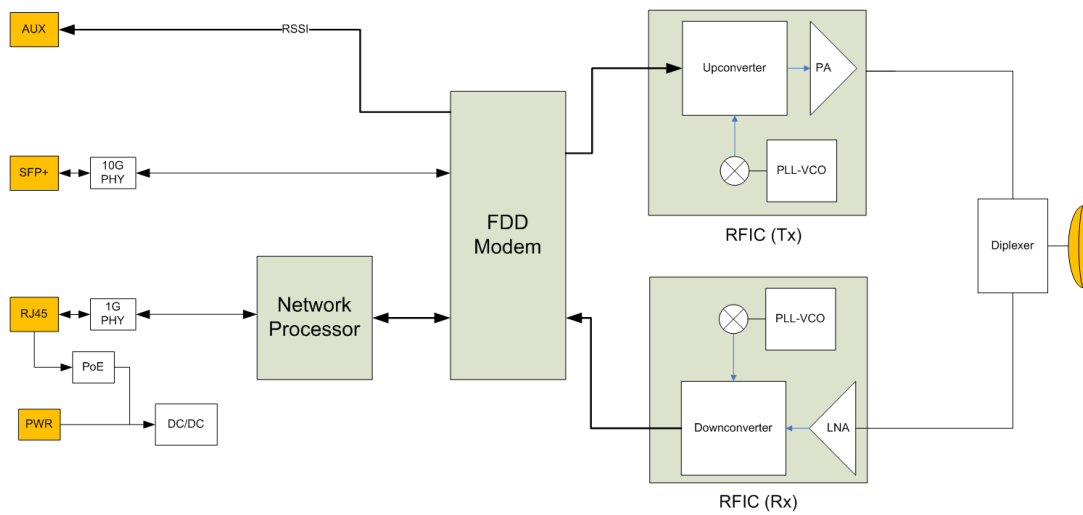 AUX
RSSI
Upconverter
PA
PLL-VCO
RFIC (Tx)
SFP+
10G
PHY
FDD
Modem
Diplexer
RJ45
1G
PHY
Network
Processor
PLL-VCO
PoE
PWR
DC/DC
Downconverter
LNA
RFIC (Rx)